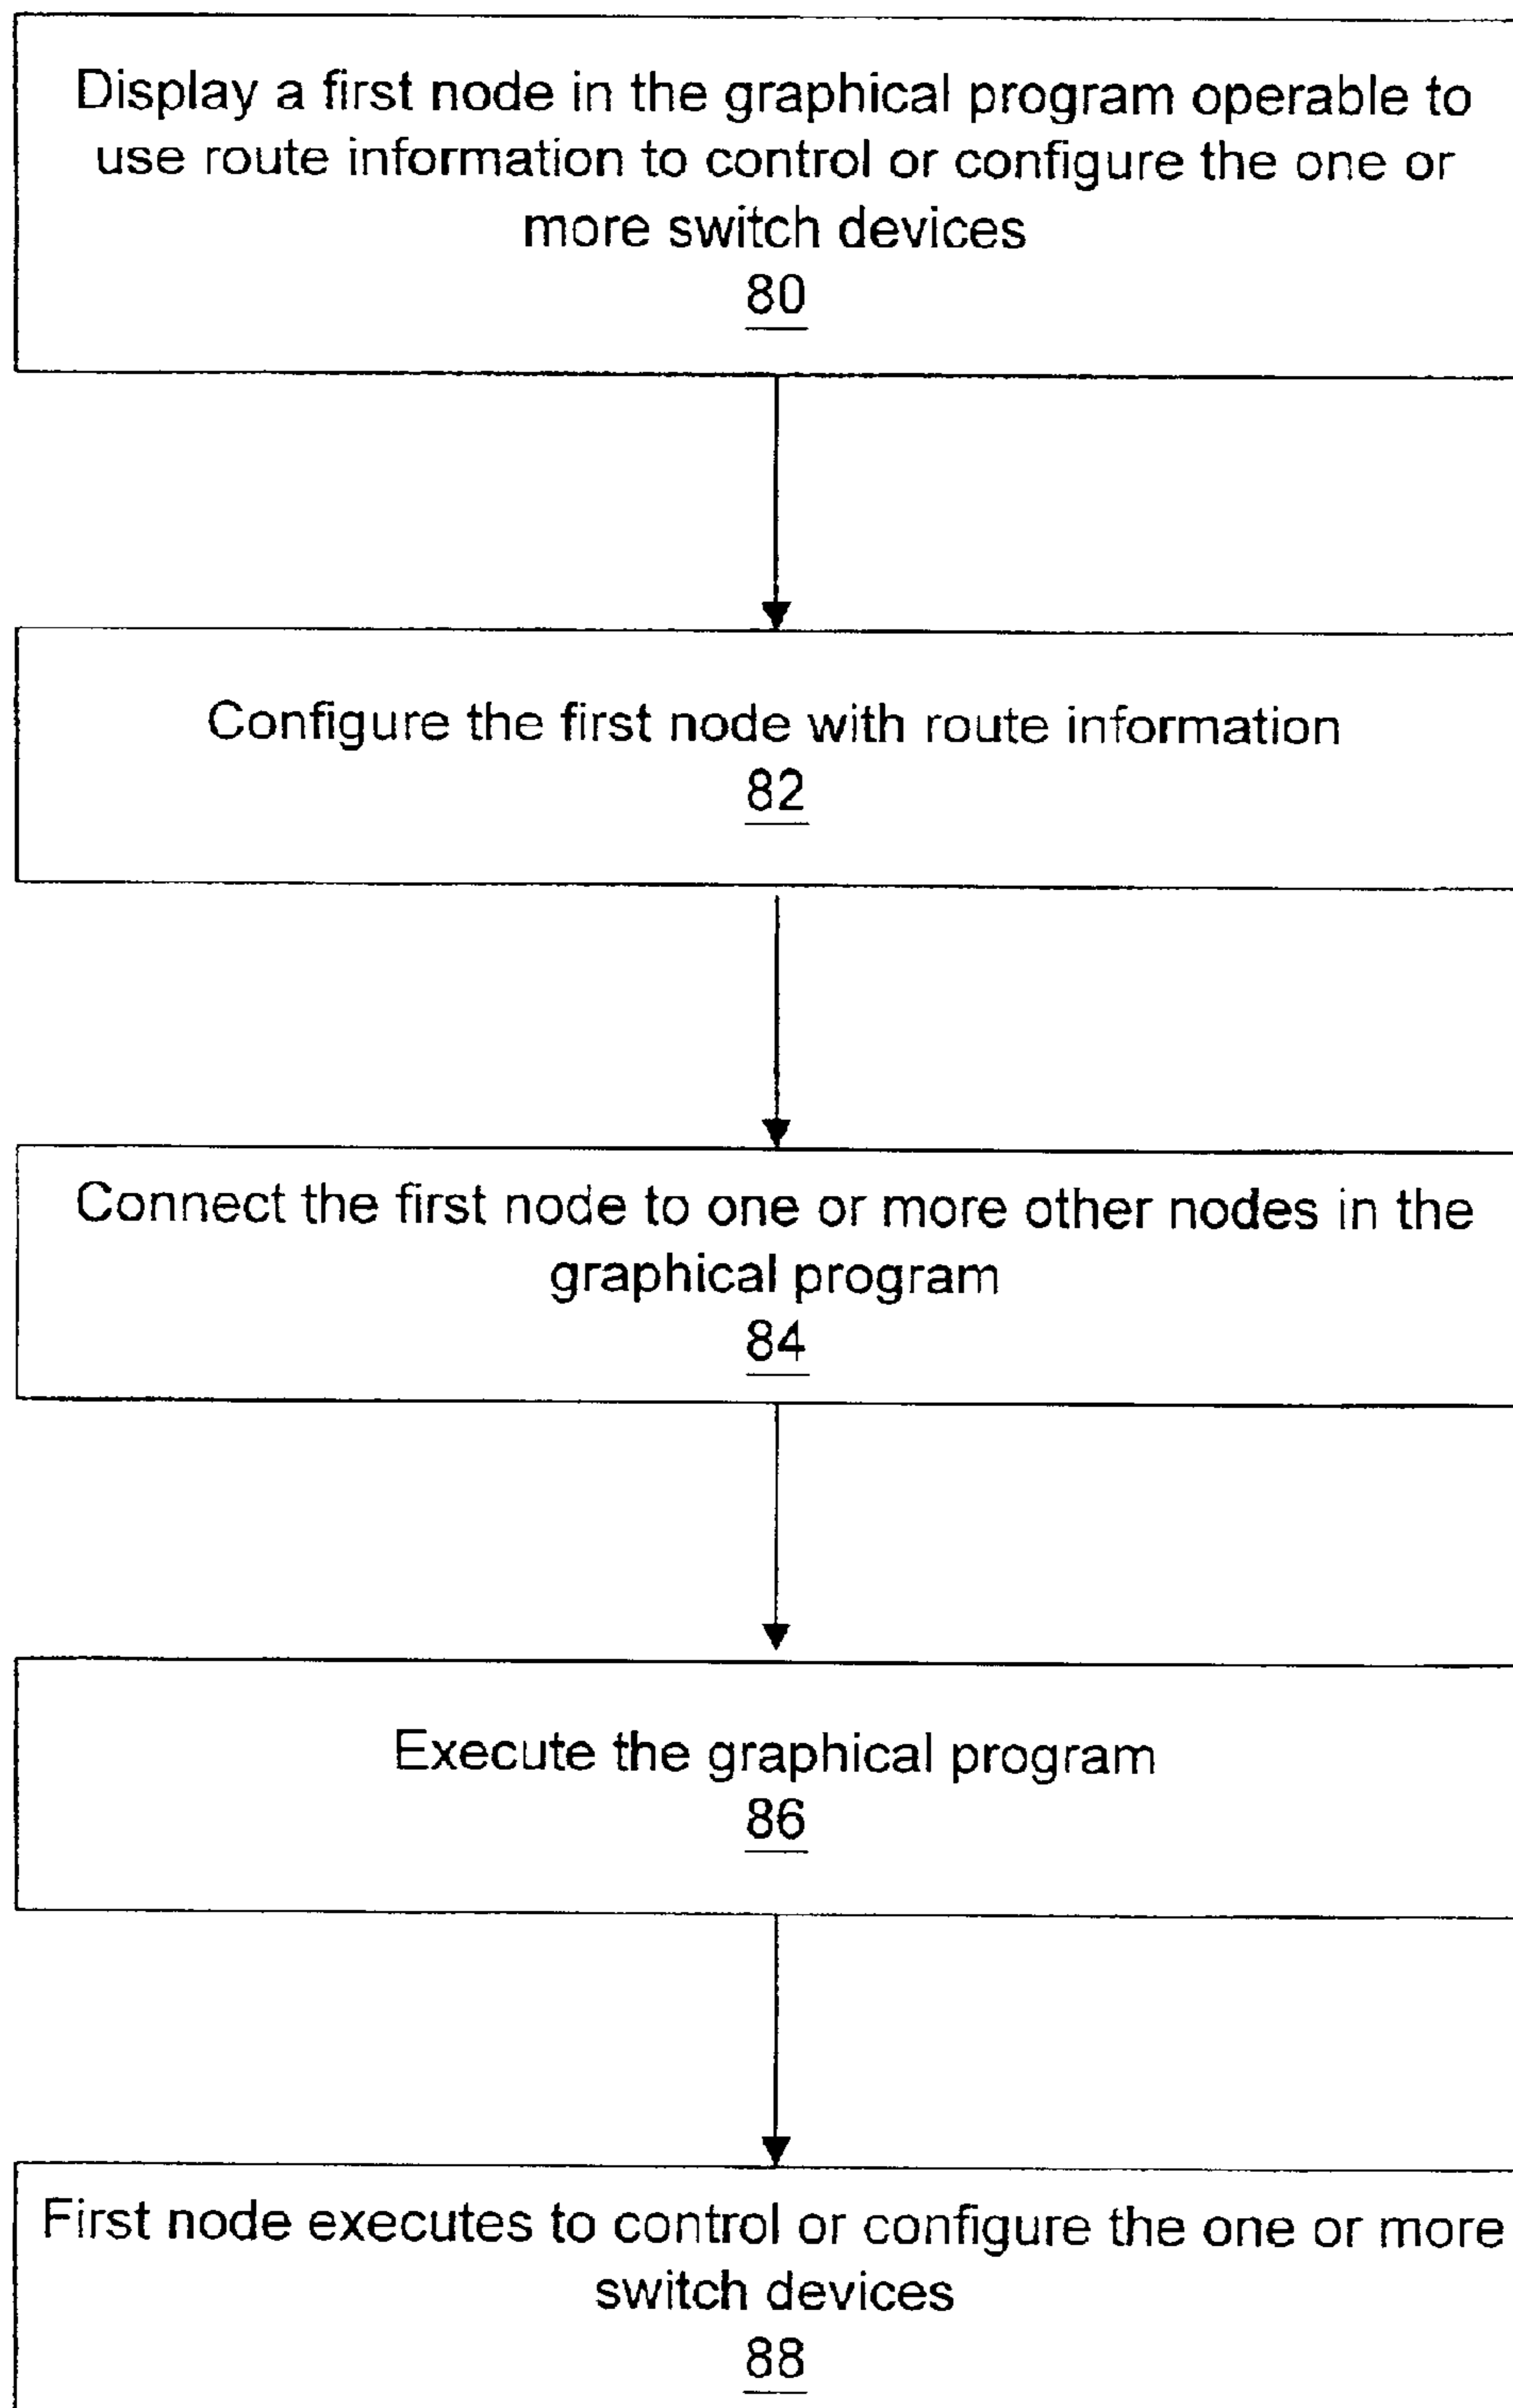 Display a first node in the graphical program operable to
use route information to control or configure the one or
more switch devices
80
Configure the first node with route information
82
Connect the first node to one or more other nodes in the
graphical program
84
Execute the graphical program
86
First node executes to control or configure the one or more
switch devices
88